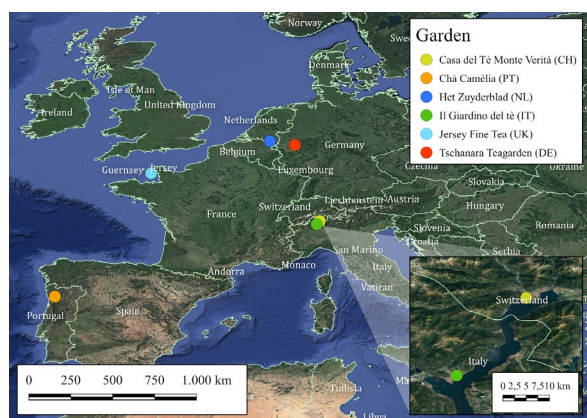 Norway
Garden
Casa del Tè Monte Verità (CH)
Chá Camèlia (PT)
Het Zuyderblad (NL)
Il Giardino del tè (IT)
Jersey Fine Tea (UK)
Tschanara Teagarden (DE)
Denmark
Isle of Man
Ireland
United Kingdom
Netherlands
Germany
Belgium
Guernsey
Jersey
Luxembourg
Czechia
Ukraine
Slovakia
France
Switzerland
Liechtenstein
Austria
Hungary
Slovenia
Croatia
Romania
San Marino
Serbia
Monaco
Italy
Andorra
Vatican
Portugal
Spain
Switzerland
Italy
0 250 500 750 1.000 km
0 2,5 5 7,510 km
Tunisia
Libya